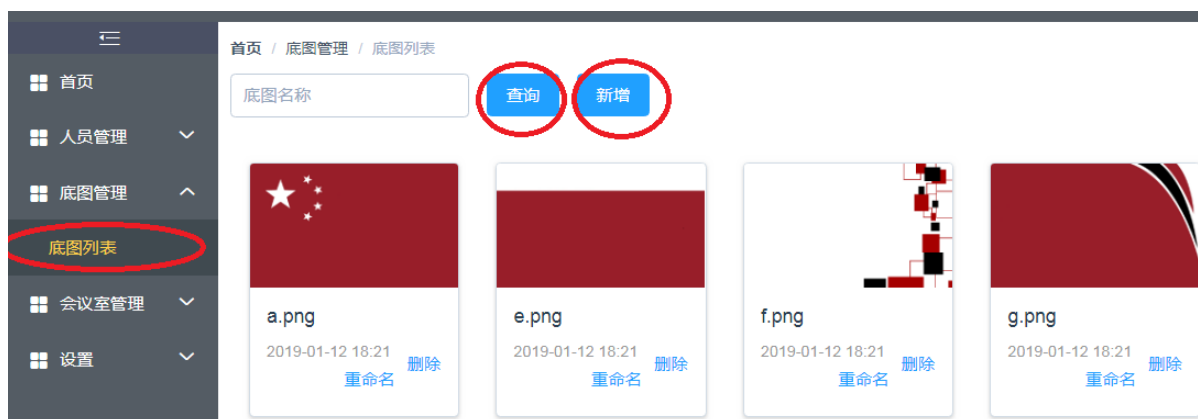 首页 / 底图管理 / 底图列表
首页
底图名称
查询
新增
人员管理
底图管理
底图列表
会议室管理
设置
a.png
2019-01-12 18:21
删除
重命名
e.png
2019-01-12 18:21
删除
重命名
f.png
2019-01-12 18:21
删除
重命名
g.png
2019-01-12 18:21
删除
重命名